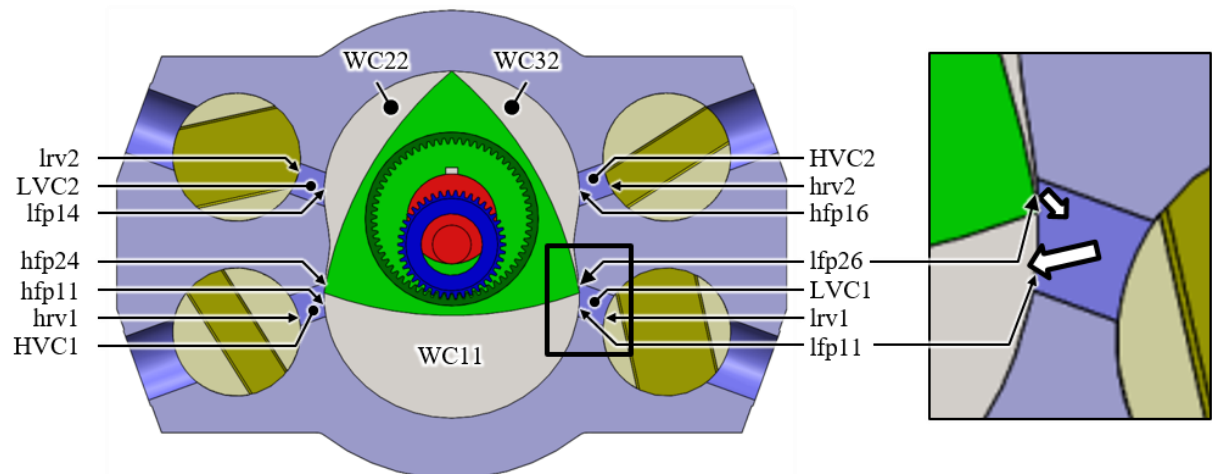 WC22
WC32
lrv2
LVC2
lfp14
hfp24
hfp11
hrv1
HVC1
HVC2
hrv2
hfp16
lfp26
LVC1
lrv1
lfp11
WC11